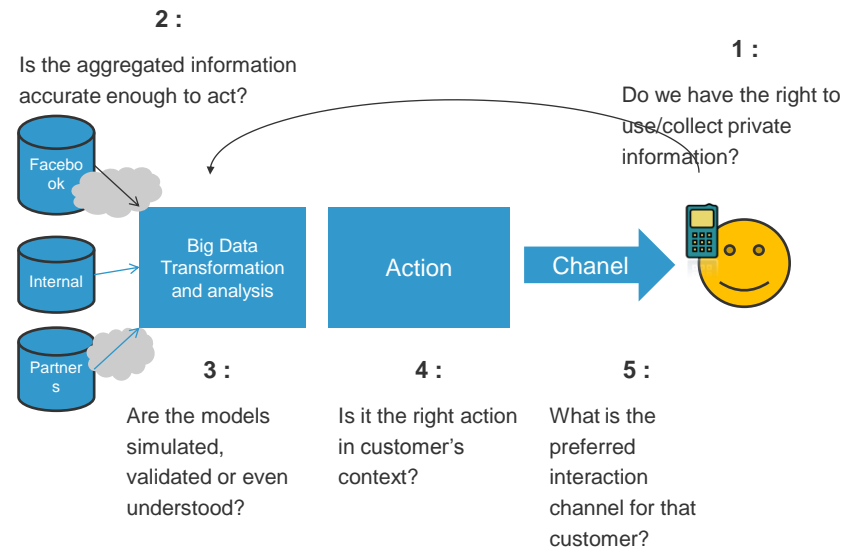 2 :
Is the aggregated information
accurate enough to act?
1 :
Do we have the right to
use/collect private
information?
Facebo
ok
Internal
Partner
s
Big Data
Transformation
and analysis
Action
Chanel
3 :
Are the models
simulated,
validated or even
understood?
4 :
Is it the right action
in customer’s
context?
5 :
What is the
preferred
interaction
channel for that
customer?